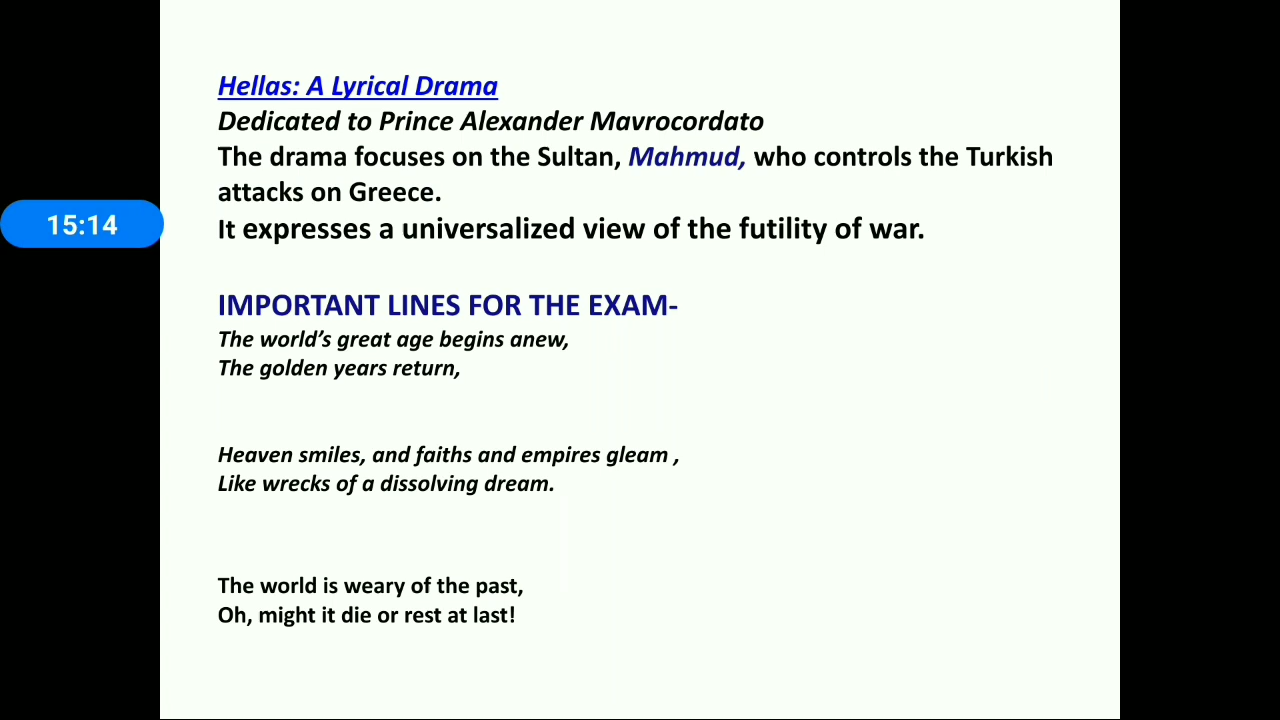 Hellas: A Lyrical Drama
Dedicated to Prince Alexander Mavrocordato
The drama focuses on the Sultan, Mahmud, who controls the Turkish
attacks on Greece.
15:14
It expresses a universalized view of the futility of war.
IMPORTANT LINES FOR THE EXAM-
The world's great age begins anew,
The golden years return,
Heaven smiles, and faiths and empires gleam ,
Like wrecks of a dissolving dream.
The world is weary of the past,
Oh, might it die or rest at last!